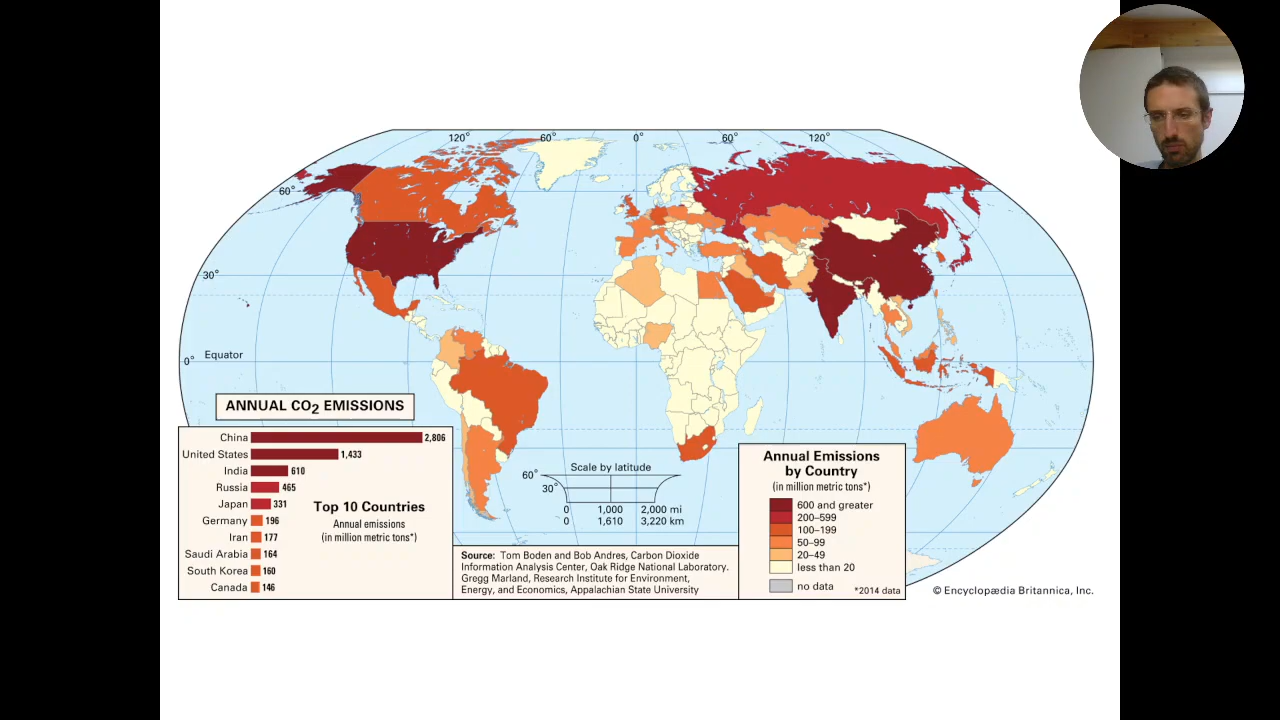 120°
60°
0°
60°
120°
60°
30°
0°
Equator
ANNUAL CO₂ EMISSIONS
China 2,806
United States 1,433
India 610
Russia 465
Japan 331
Germany 196
Iran 177
Saudi Arabia 164
South Korea 160
Canada 146
Top 10 Countries
Annual emissions
(in million metric tons*)
Scale by latitude
60°
30°
0 1,000 2,000 mi
0 1,610 3,220 km
Source: Tom Boden and Bob Andres, Carbon Dioxide
Information Analysis Center, Oak Ridge National Laboratory.
Gregg Marland, Research Institute for Environment,
Energy, and Economics, Appalachian State University
Annual Emissions
by Country
(in million metric tons*)
600 and greater
200–599
100–199
50–99
20–49
less than 20
no data
*2014 data
© Encyclopædia Britannica, Inc.